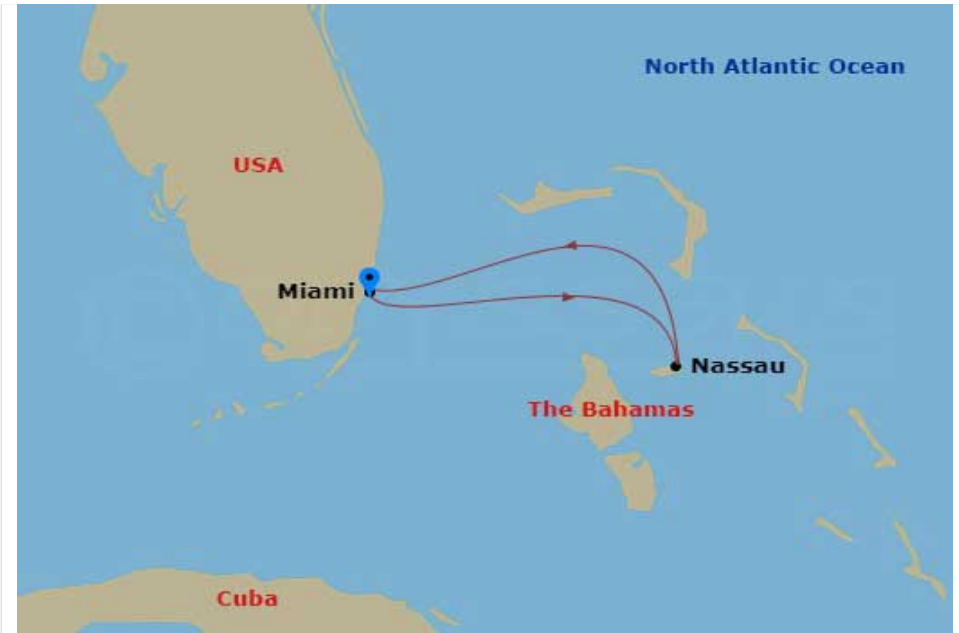 North Atlantic Ocean
USA
Miami
Nassau
The Bahamas
Cuba